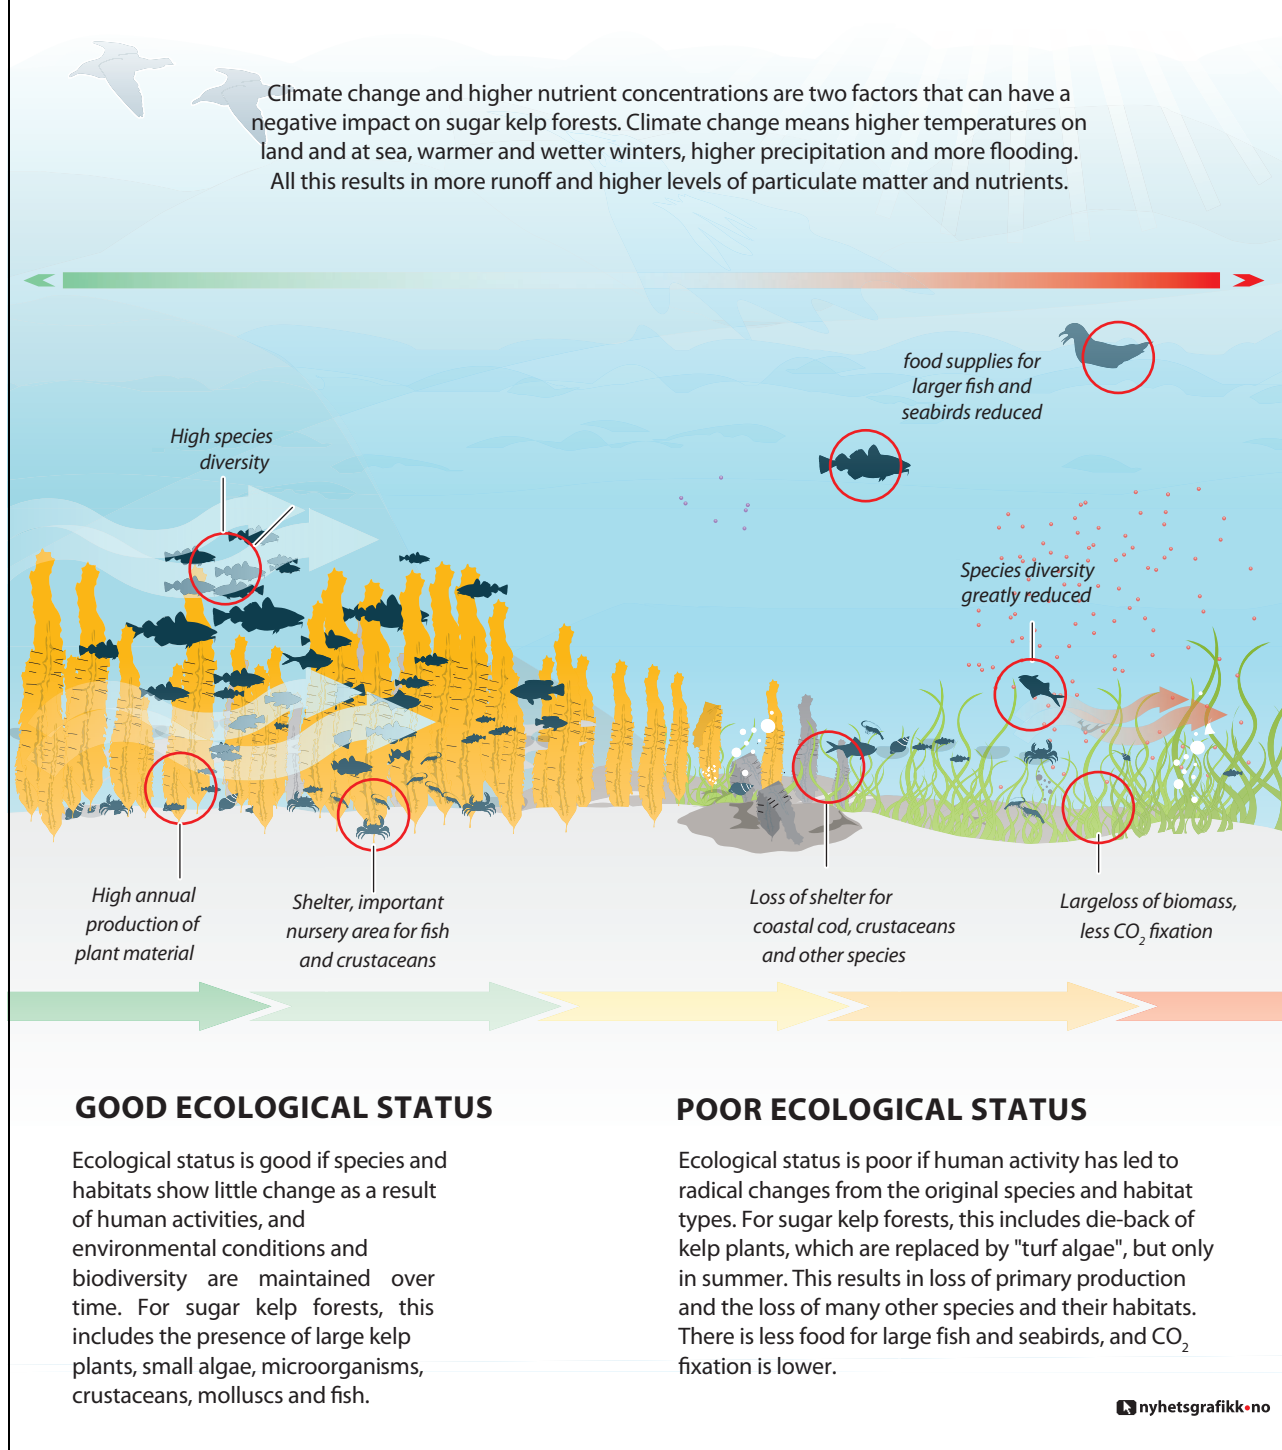 Climate change and higher nutrient concentrations are two factors that can have a
negative impact on sugar kelp forests. Climate change means higher temperatures on
land and at sea, warmer and wetter winters, higher precipitation and more flooding.
All this results in more runoff and higher levels of particulate matter and nutrients.
food supplies for
larger fish and
seabirds reduced
High species
diversity
Species diversity
greatly reduced
High annual
production of
plant material
Shelter, important
nursery area for fish
and crustaceans
Loss of shelter for
coastal cod, crustaceans
and other species
Largeloss of biomass,
less CO₂ fixation
GOOD ECOLOGICAL STATUS
Ecological status is good if species and
habitats show little change as a result
of human activities, and
environmental conditions and
biodiversity are maintained over
time. For sugar kelp forests, this
includes the presence of large kelp
plants, small algae, microorganisms,
crustaceans, molluscs and fish.
POOR ECOLOGICAL STATUS
Ecological status is poor if human activity has led to
radical changes from the original species and habitat
types. For sugar kelp forests, this includes die-back of
kelp plants, which are replaced by "turf algae", but only
in summer. This results in loss of primary production
and the loss of many other species and their habitats.
There is less food for large fish and seabirds, and CO₂
fixation is lower.
nyhetsgrafikk•no